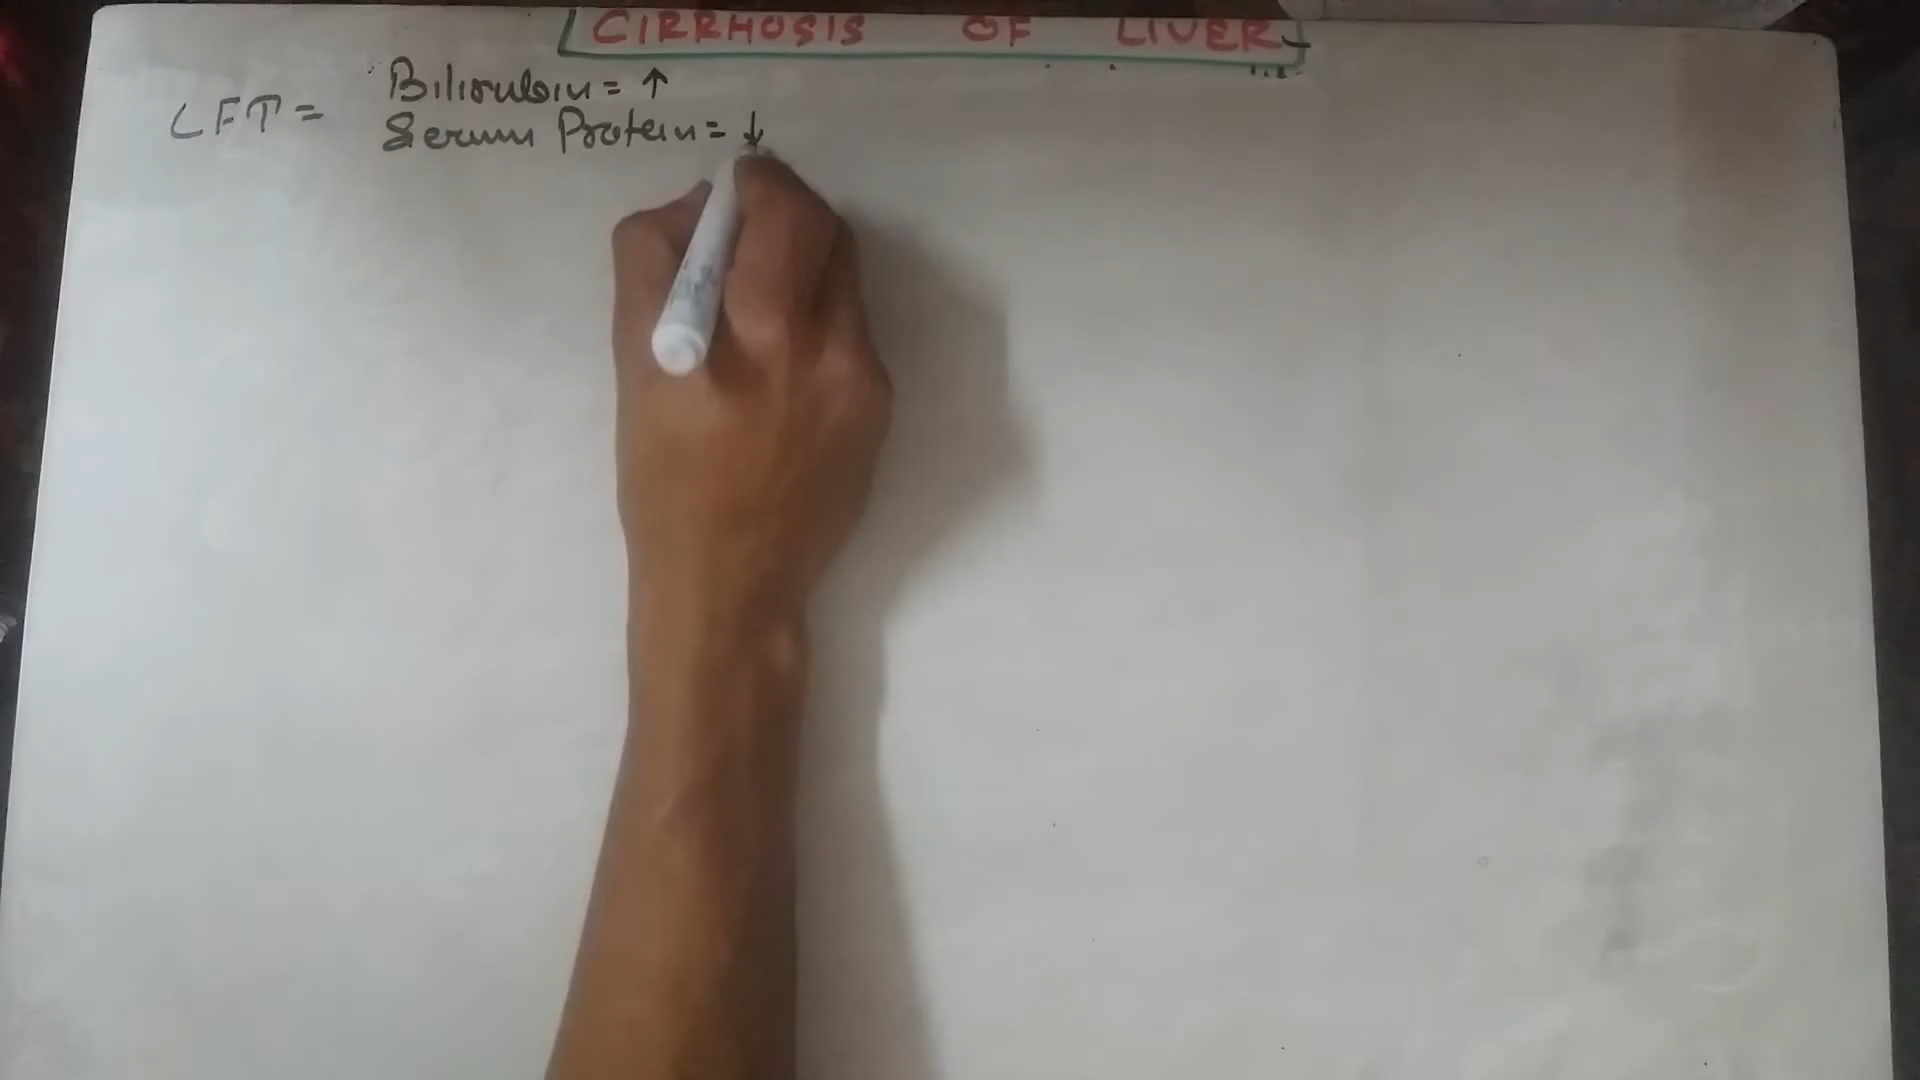 CIRRHOSIS OF LIVER
LFT = Bilirubin = ↑
Serum Protein = ↓